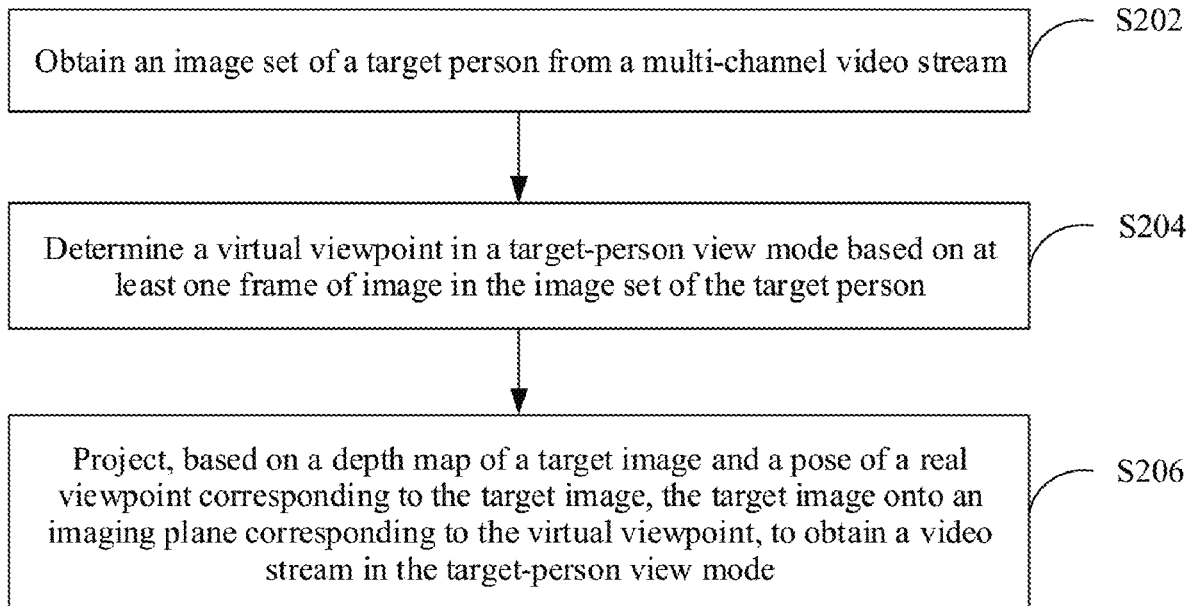 S202
Obtain an image set of a target person from a multi-channel video stream
S204
Determine a virtual viewpoint in a target-person view mode based on at
least one frame of image in the image set of the target person
S206
Project, based on a depth map of a target image and a pose of a real
viewpoint corresponding to the target image, the target image onto an
imaging plane corresponding to the virtual viewpoint, to obtain a video
stream in the target-person view mode